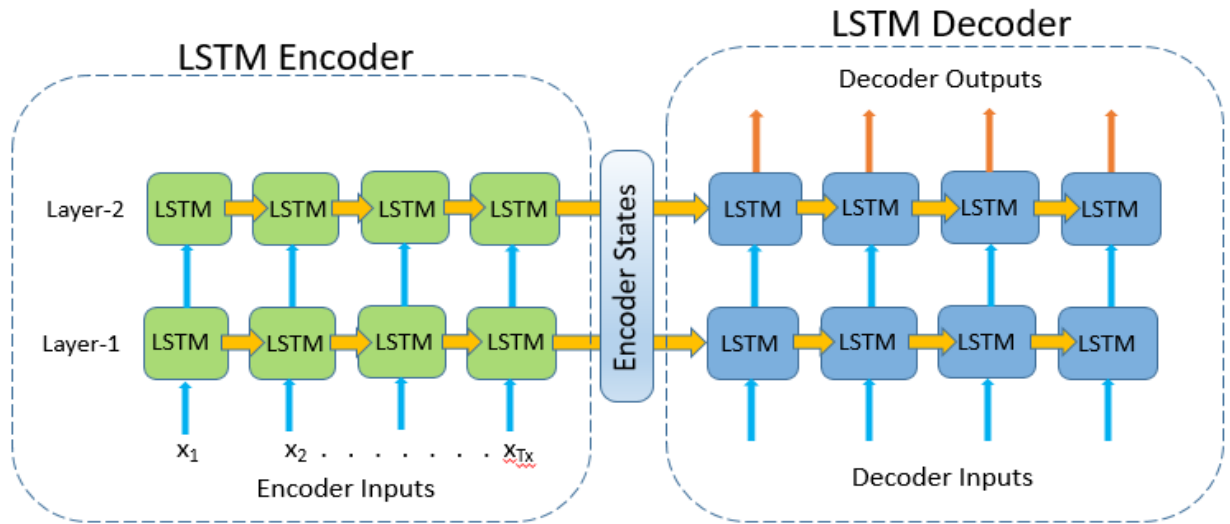 LSTM Encoder
LSTM Decoder
Decoder Outputs
Layer-2
LSTM LSTM LSTM LSTM
LSTM LSTM LSTM LSTM
Encoder States
Layer-1
LSTM LSTM LSTM LSTM
LSTM LSTM LSTM LSTM
x1 x2 . . . . . . . xTx
Encoder Inputs
Decoder Inputs